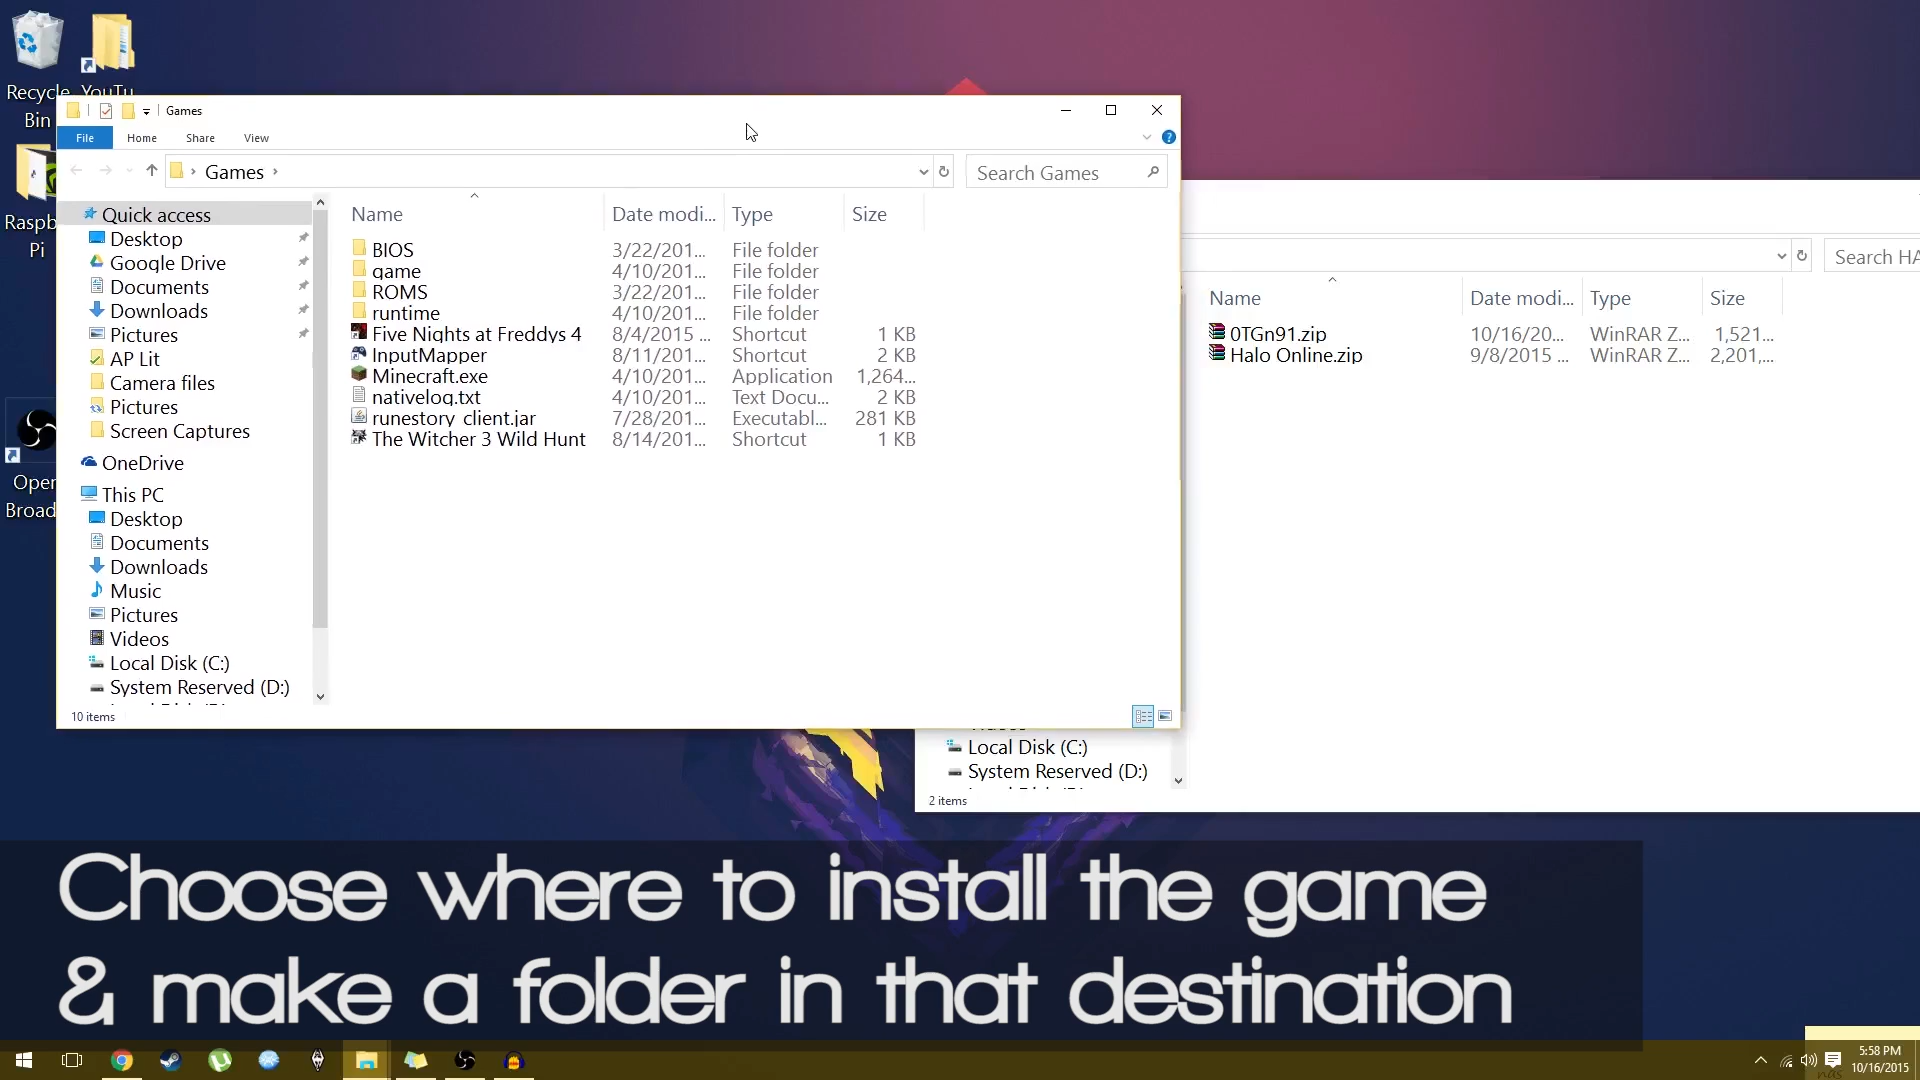 Recycle
Bin
YouTu
Raspb
Pi
Open
Broad
Games
File
Home
Share
View
Games
Search Games
Quick access
Desktop
Google Drive
Documents
Downloads
Pictures
AP Lit
Camera files
Pictures
Screen Captures
OneDrive
This PC
Desktop
Documents
Downloads
Music
Pictures
Videos
Local Disk (C:)
System Reserved (D:)
10 items
Name Date modi... Type Size
BIOS 3/22/201... File folder
game 4/10/201... File folder
ROMS 3/22/201... File folder
runtime 4/10/201... File folder
Five Nights at Freddys 4 8/4/2015 ... Shortcut 1 KB
InputMapper 8/11/201... Shortcut 2 KB
Minecraft.exe 4/10/201... Application 1,264...
nativelog.txt 4/10/201... Text Docu... 2 KB
runestory_client.jar 7/28/201... Executabl... 281 KB
The Witcher 3 Wild Hunt 8/14/201... Shortcut 1 KB
Search HA
Name Date modi... Type Size
0TGn91.zip 10/16/20... WinRAR Z... 1,521...
Halo Online.zip 9/8/2015 ... WinRAR Z... 2,201,...
Local Disk (C:)
System Reserved (D:)
2 items
Choose where to install the game
& make a folder in that destination
5:58 PM
10/16/2015